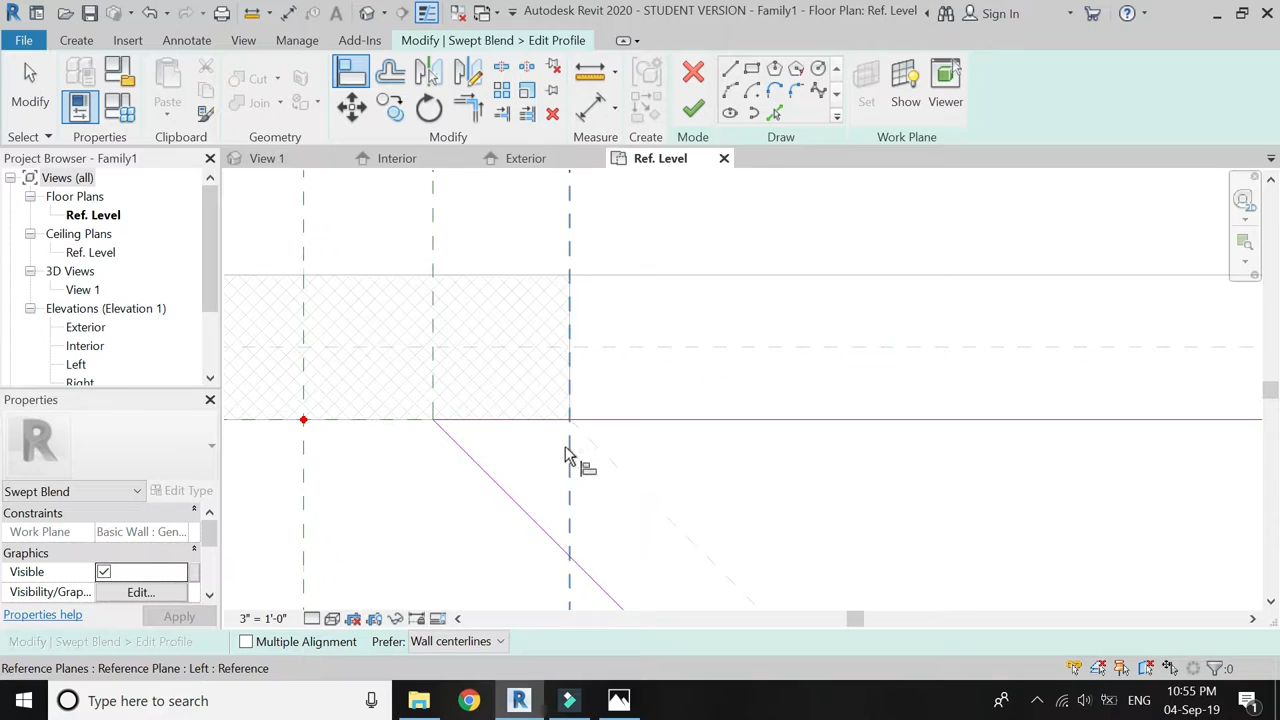 Autodesk Revit 2020 - STUDENT VERSION - Family1 - Floor Plan: Ref. Level
Sign In
File
Create
Insert
Annotate
View
Manage
Add-Ins
Modify | Swept Blend > Edit Profile
Modify
Paste
Cut
Join
Set
Show
Viewer
Select
Properties
Clipboard
Geometry
Modify
Measure
Create
Mode
Draw
Work Plane
Project Browser - Family1
View 1
Interior
Exterior
Ref. Level
Views (all)
Floor Plans
Ref. Level
Ceiling Plans
Ref. Level
3D Views
View 1
Elevations (Elevation 1)
Exterior
Interior
Left
Right
Properties
R
Swept Blend
Edit Type
Constraints
Work Plane
Basic Wall : Gen...
Graphics
Visible
Visibility/Grap...
Edit...
Properties help
Apply
3" = 1'-0"
2D
Modify | Swept Blend > Edit Profile
Multiple Alignment
Prefer:
Wall centerlines
Reference Planes : Reference Plane : Left : Reference
:0
Type here to search
ENG
10:55 PM
04-Sep-19
1